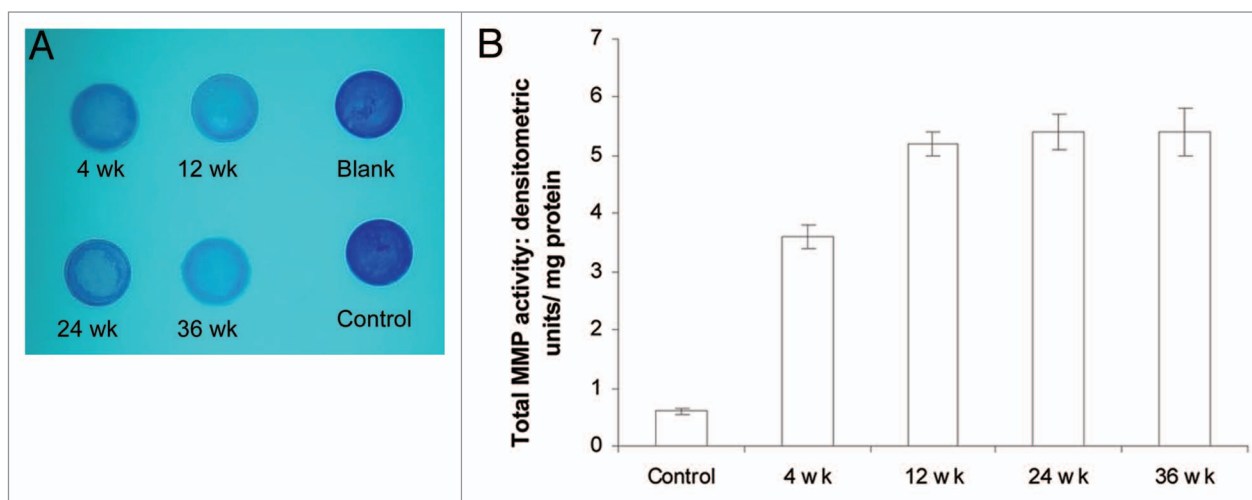 A
4 wk
12 wk
Blank
24 wk
36 wk
Control
B
Total MMP activity: densitometric
units/ mg protein
7
6
5
4
3
2
1
0
Control
4 wk
12 wk
24 wk
36 wk